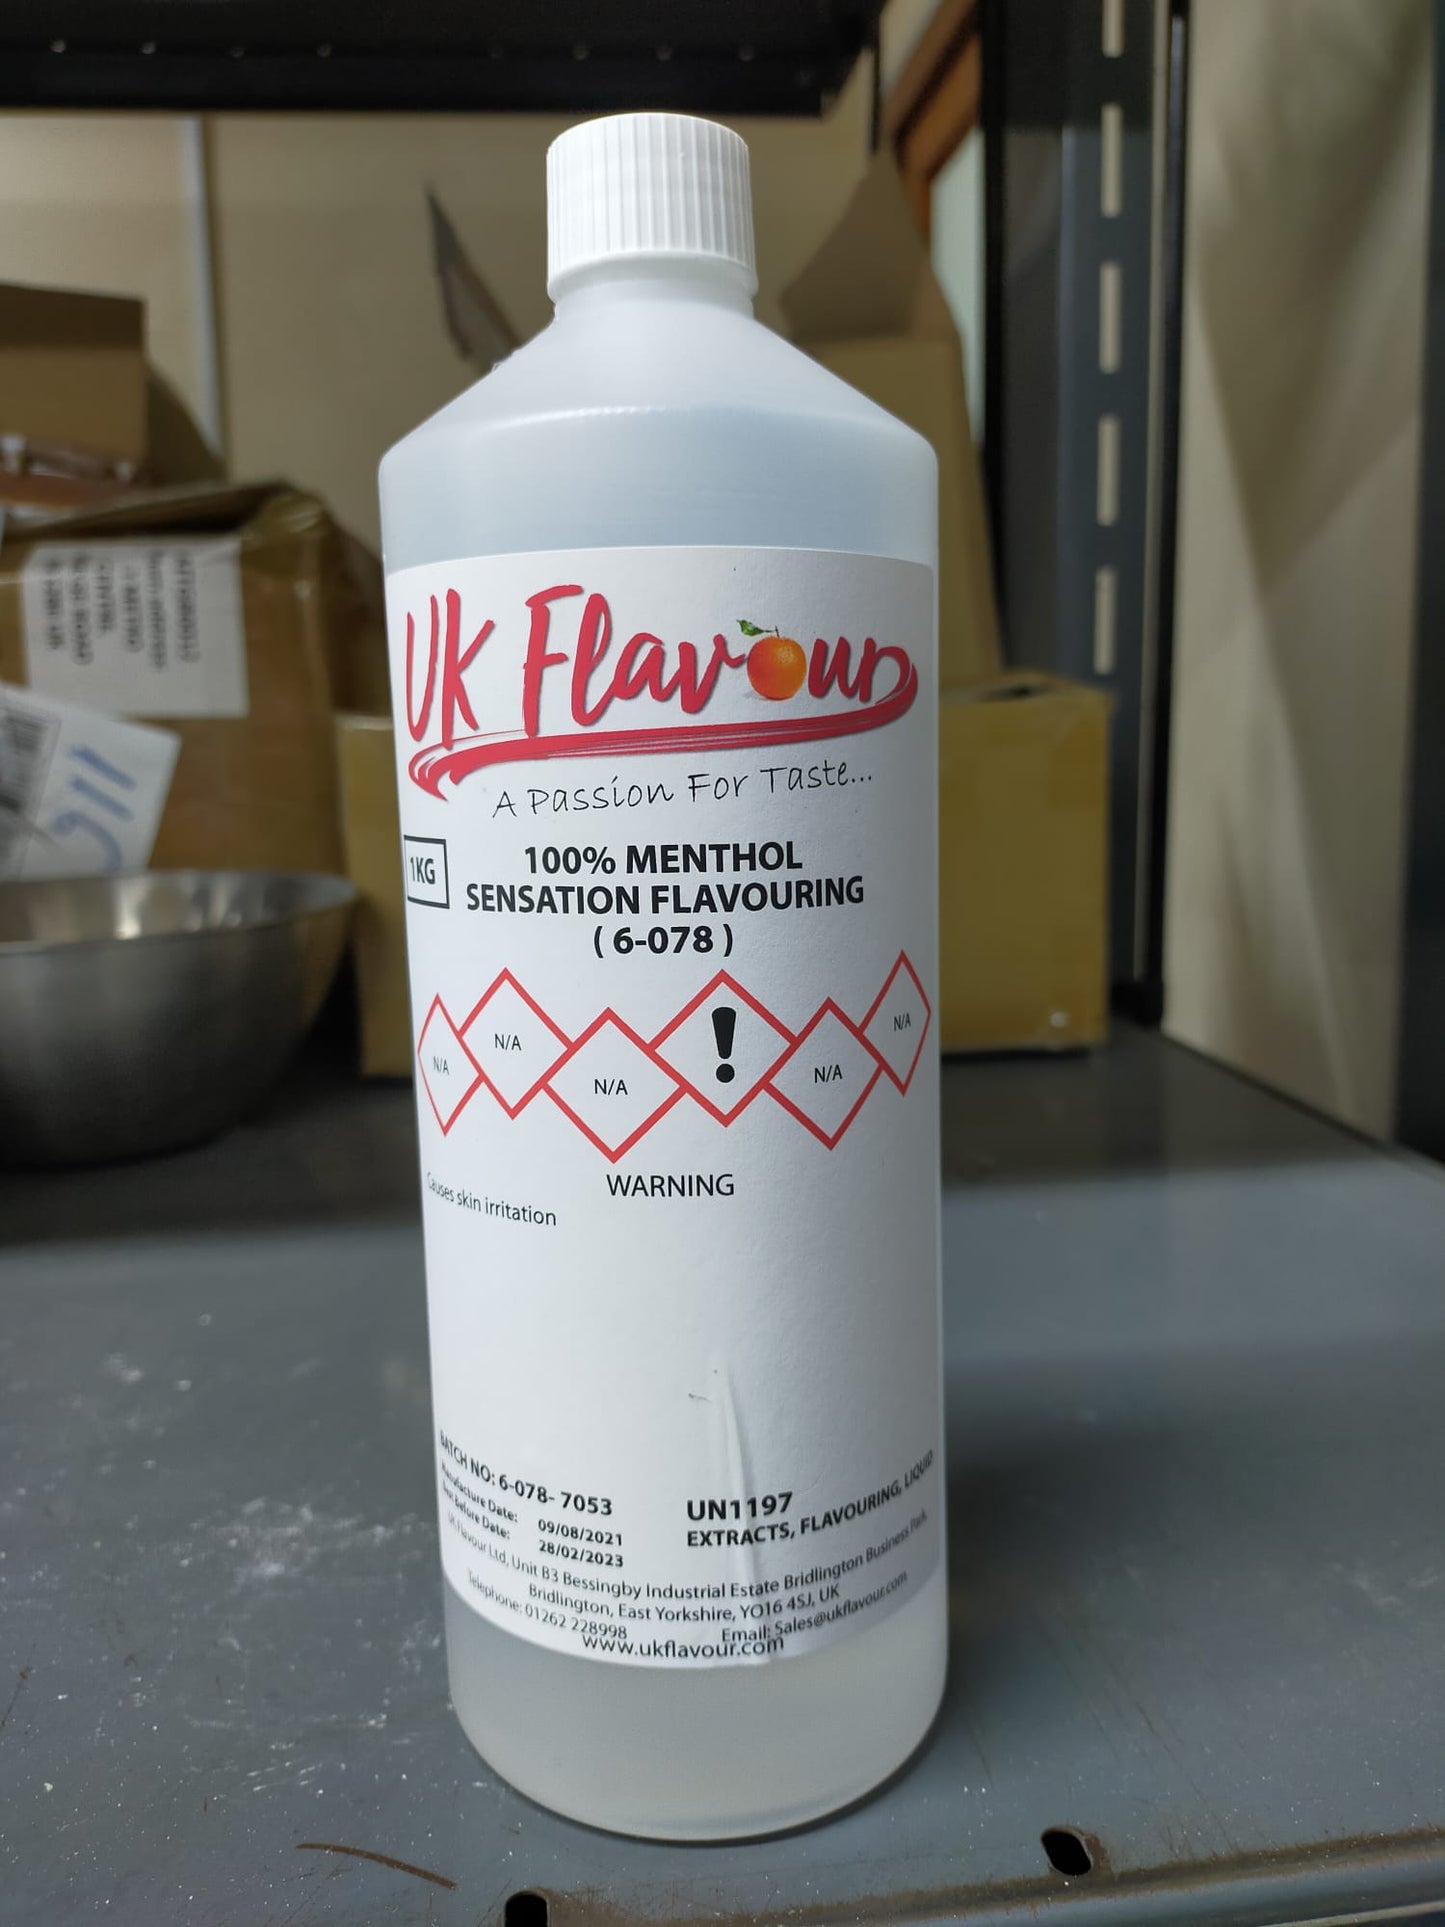 UK Flavour
A Passion For Taste...
1KG
100% MENTHOL
SENSATION FLAVOURING
( 6-078 )
N/A
N/A
N/A
!
N/A
N/A
WARNING
Causes skin irritation
BATCH NO: 6-078- 7053
Manufacture Date: 09/08/2021
Best Before Date: 28/02/2023
UN1197
EXTRACTS, FLAVOURING, LIQUID
UK Flavour Ltd, Unit B3 Bessingby Industrial Estate Bridlington Business Park,
Bridlington, East Yorkshire, YO16 4SJ, UK
Telephone: 01262 228998 Email: Sales@ukflavour.com
www.ukflavour.com
911